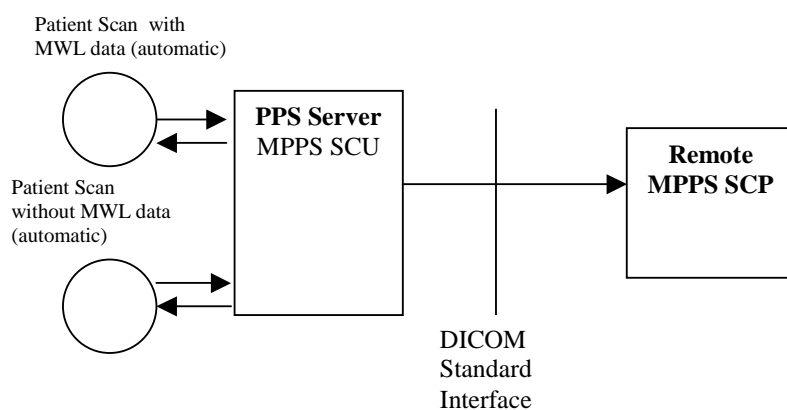 Patient Scan with
MWL data (automatic)
PPS Server
MPPS SCU
Remote
MPPS SCP
Patient Scan
without MWL data
(automatic)
DICOM
Standard
Interface